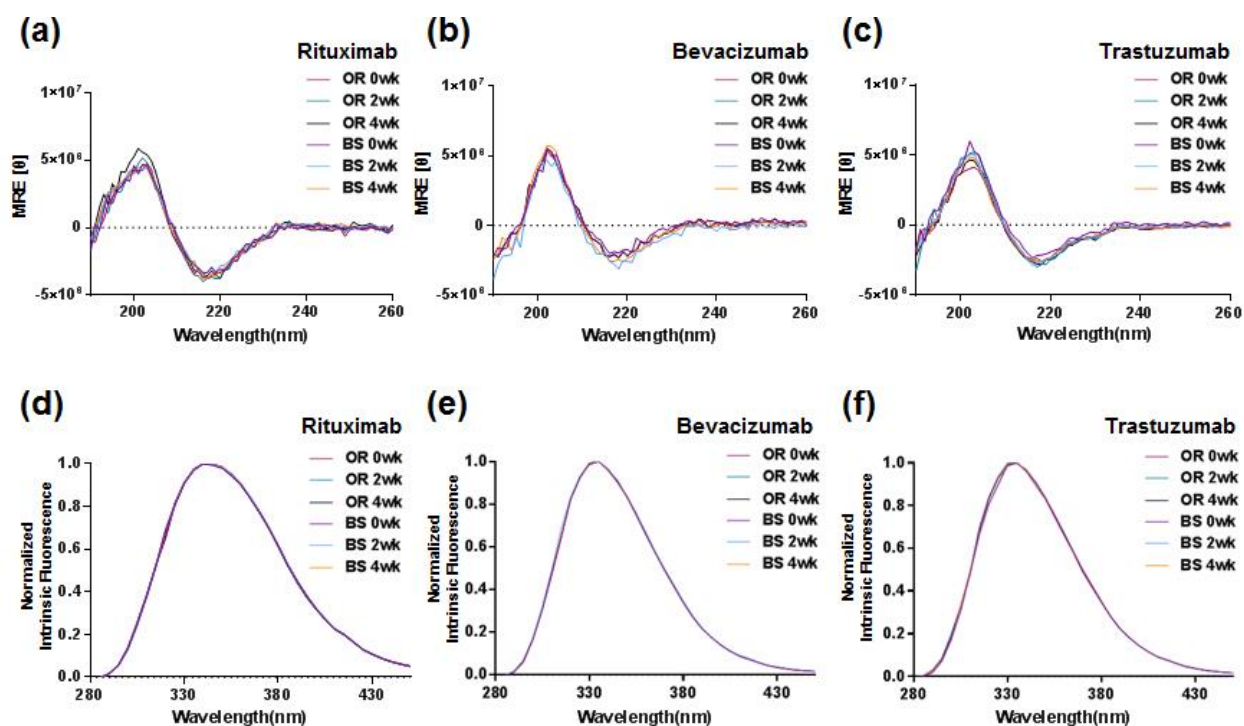 (a)
Rituximab
OR 0wk
OR 2wk
OR 4wk
BS 0wk
BS 2wk
BS 4wk
1×10⁷
5×10⁶
0
-5×10⁶
MRE [θ]
200 220 240 260
Wavelength(nm)
(b)
Bevacizumab
OR 0wk
OR 2wk
OR 4wk
BS 0wk
BS 2wk
BS 4wk
1×10⁷
5×10⁶
0
-5×10⁶
MRE [θ]
200 220 240 260
Wavelength(nm)
(c)
Trastuzumab
OR 0wk
OR 2wk
OR 4wk
BS 0wk
BS 2wk
BS 4wk
1×10⁷
5×10⁶
0
-5×10⁶
MRE [θ]
200 220 240 260
Wavelength(nm)
(d)
Rituximab
OR 0wk
OR 2wk
OR 4wk
BS 0wk
BS 2wk
BS 4wk
1.0
0.8
0.6
0.4
0.2
0.0
Normalized
Intrinsic Fluorescence
280 330 380 430
Wavelength(nm)
(e)
Bevacizumab
OR 0wk
OR 2wk
OR 4wk
BS 0wk
BS 2wk
BS 4wk
1.0
0.8
0.6
0.4
0.2
0.0
Normalized
Intrinsic Fluorescence
280 330 380 430
Wavelength(nm)
(f)
Trastuzumab
OR 0wk
OR 2wk
OR 4wk
BS 0wk
BS 2wk
BS 4wk
1.0
0.8
0.6
0.4
0.2
0.0
Normalized
Intrinsic Fluorescence
280 330 380 430
Wavelength(nm)